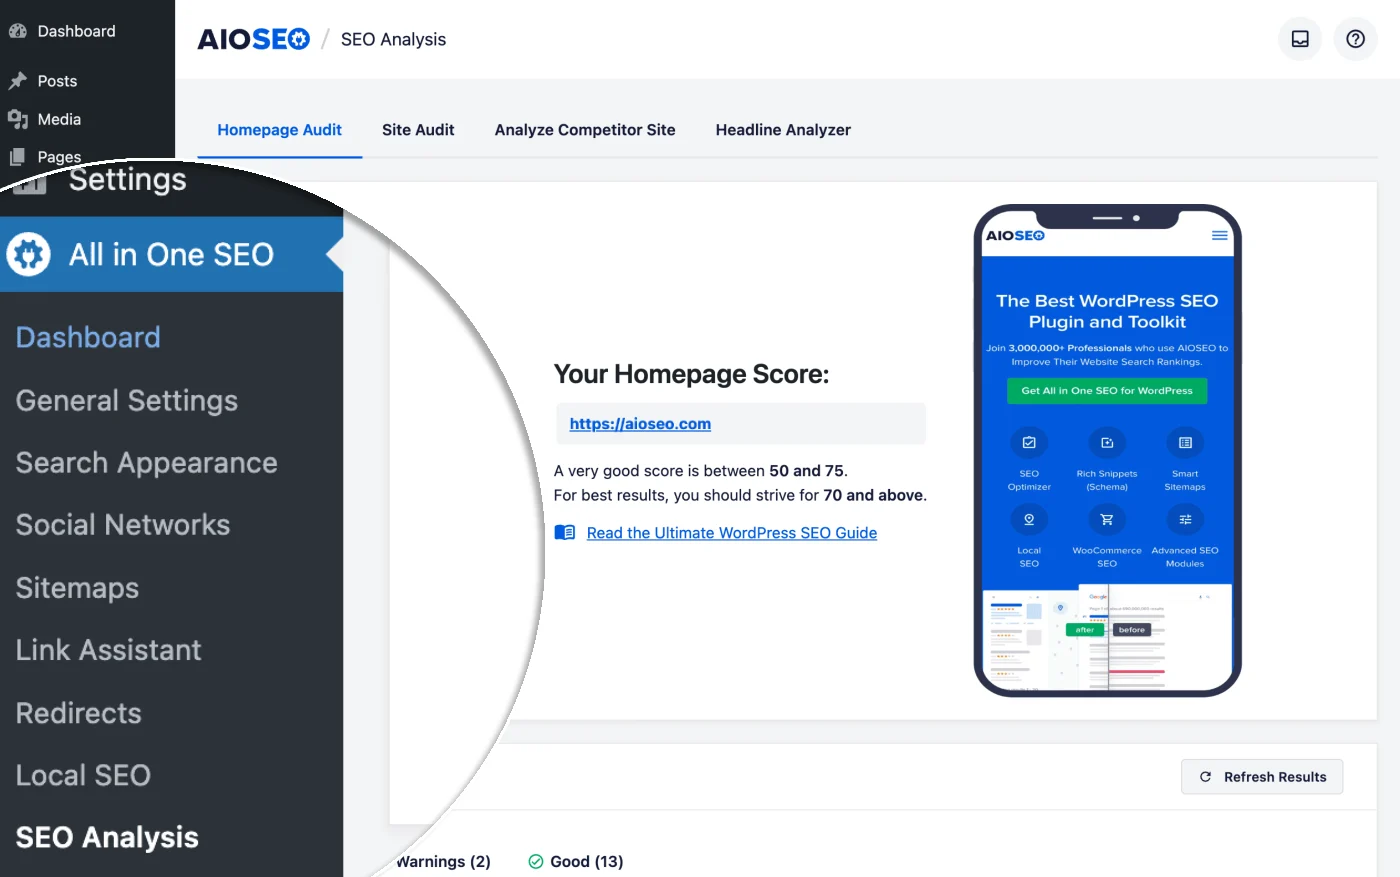 Dashboard
Posts
Media
Pages
Settings
All in One SEO
Dashboard
General Settings
Search Appearance
Social Networks
Sitemaps
Link Assistant
Redirects
Local SEO
SEO Analysis
AIOSEO / SEO Analysis
Homepage Audit
Site Audit
Analyze Competitor Site
Headline Analyzer
Your Homepage Score:
https://aioseo.com
A very good score is between 50 and 75.
For best results, you should strive for 70 and above.
Read the Ultimate WordPress SEO Guide
AIOSEO
The Best WordPress SEO
Plugin and Toolkit
Join 3,000,000+ Professionals who use AIOSEO to
Improve Their Website Search Rankings.
Get All in One SEO for WordPress
SEO
Optimizer
Rich Snippets
(Schema)
Smart
Sitemaps
Local
SEO
WooCommerce
SEO
Advanced SEO
Modules
after
before
Refresh Results
Warnings (2)
Good (13)